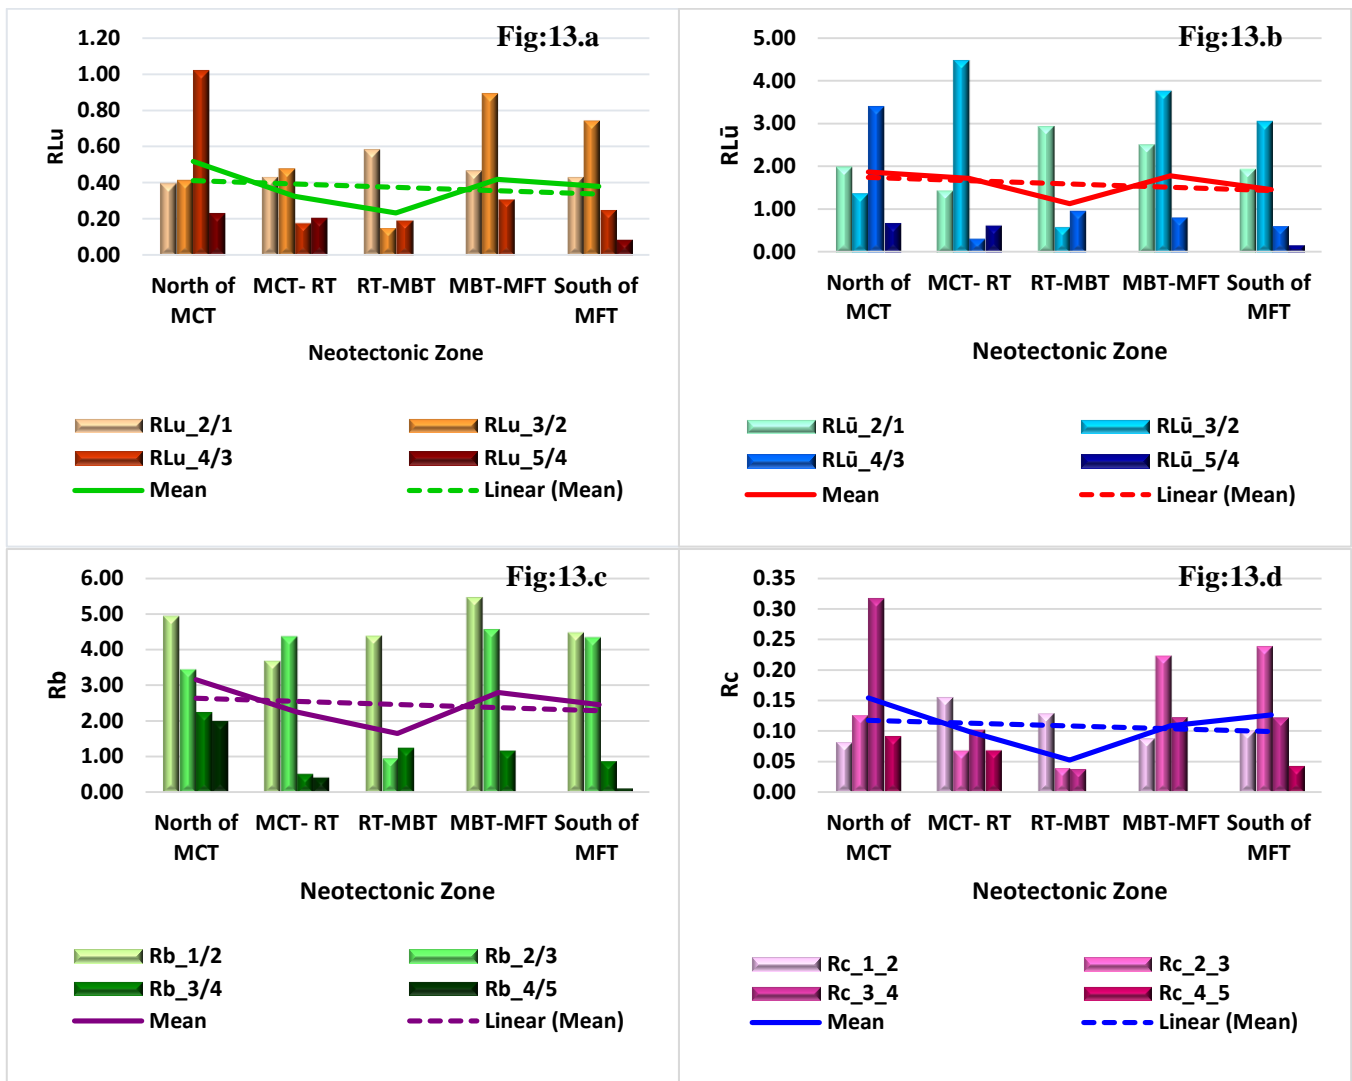 Fig:13.a
1.20
1.00
0.80
0.60
0.40
0.20
0.00
RLu
North of MCT- RT RT-MBT MBT-MFT South of
MCT MFT
Neotectonic Zone
RLu_2/1 RLu_3/2
RLu_4/3 RLu_5/4
Mean Linear (Mean)
Fig:13.b
5.00
4.00
3.00
2.00
1.00
0.00
RLū
North of MCT- RT RT-MBT MBT-MFT South of
MCT MFT
Neotectonic Zone
RLū_2/1 RLū_3/2
RLū_4/3 RLū_5/4
Mean Linear (Mean)
Fig:13.c
6.00
5.00
4.00
3.00
2.00
1.00
0.00
Rb
North of MCT- RT RT-MBT MBT-MFT South of
MCT MFT
Neotectonic Zone
Rb_1/2 Rb_2/3
Rb_3/4 Rb_4/5
Mean Linear (Mean)
Fig:13.d
0.35
0.30
0.25
0.20
0.15
0.10
0.05
0.00
Rc
North of MCT- RT RT-MBT MBT-MFT South of
MCT MFT
Neotectonic Zone
Rc_1_2 Rc_2_3
Rc_3_4 Rc_4_5
Mean Linear (Mean)